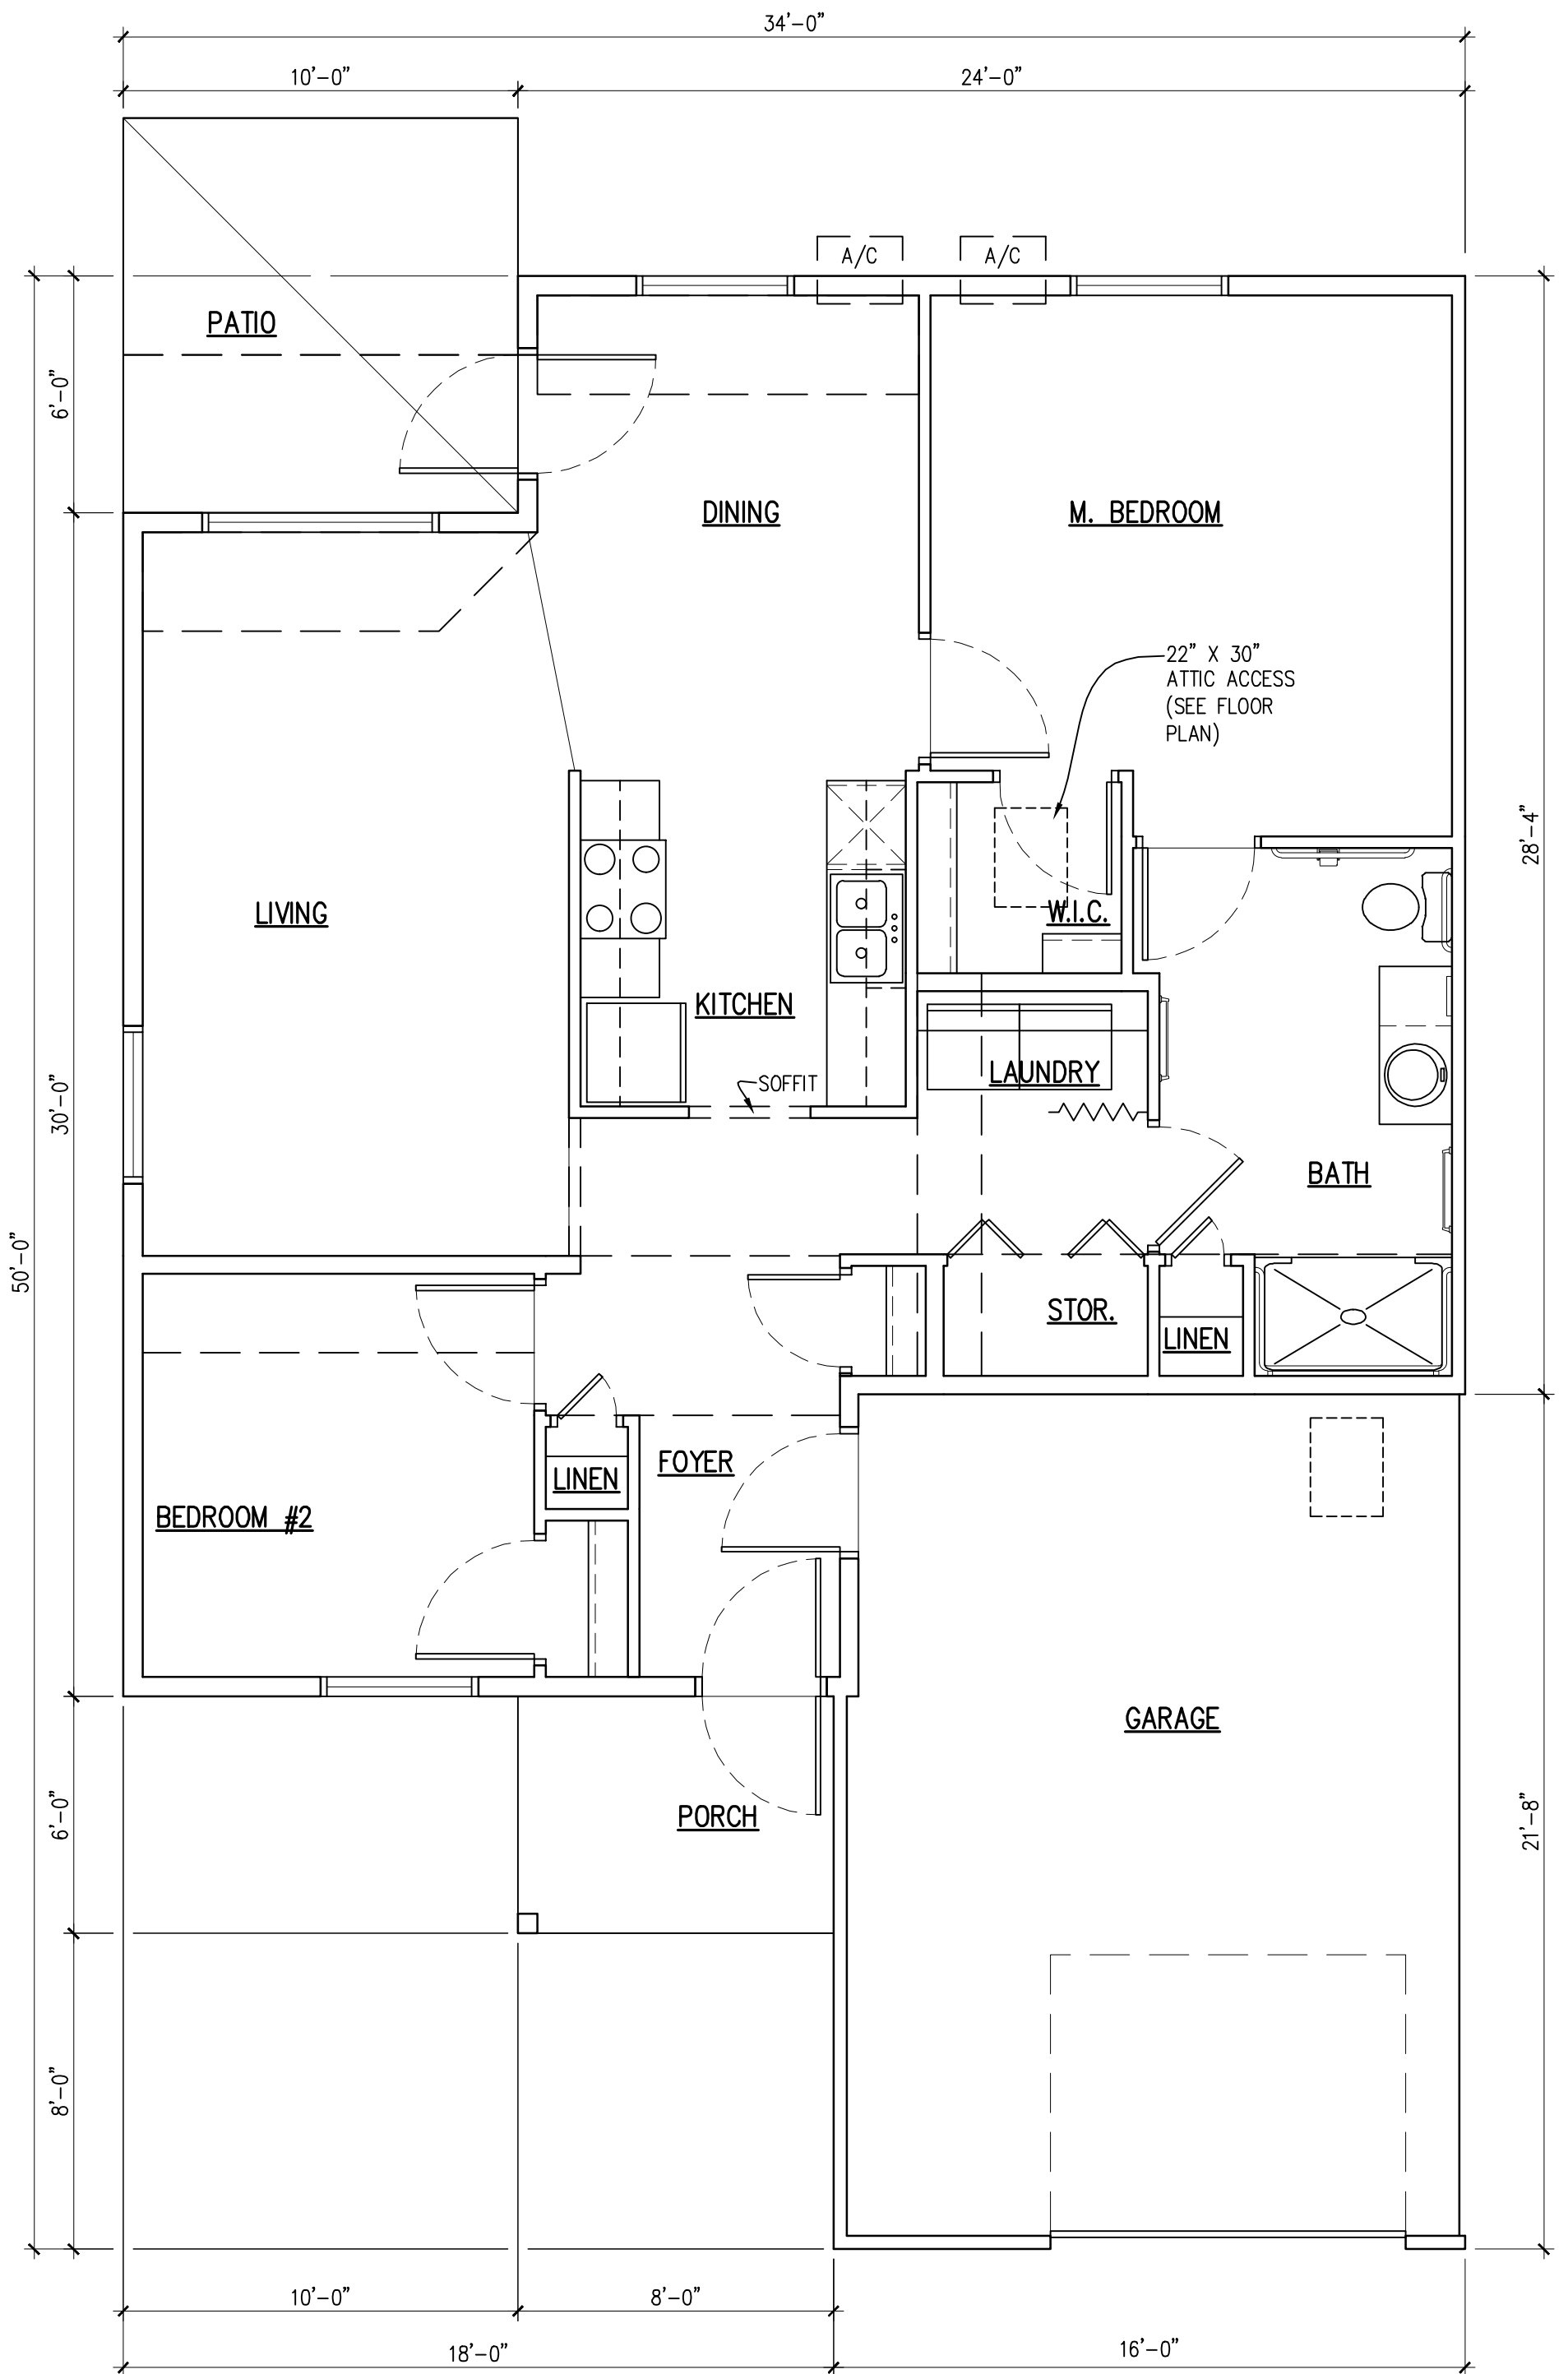 34'-0"
10'-0"
24'-0"
A/C
A/C
PATIO
6'-0"
DINING
M. BEDROOM
22" X 30"
ATTIC ACCESS
(SEE FLOOR
PLAN)
28'-4"
LIVING
W.I.C.
KITCHEN
LAUNDRY
SOFFIT
30'-0"
BATH
50'-0"
STOR.
LINEN
FOYER
LINEN
BEDROOM #2
GARAGE
PORCH
6'-0"
21'-8"
8'-0"
10'-0"
8'-0"
18'-0"
16'-0"